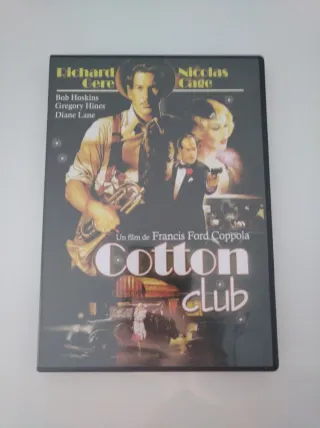 Richard Nicolas
Gere Cage
Bob Hoskins
Gregory Hines
Diane Lane
Un film de Francis Ford Coppola
Cotton
club